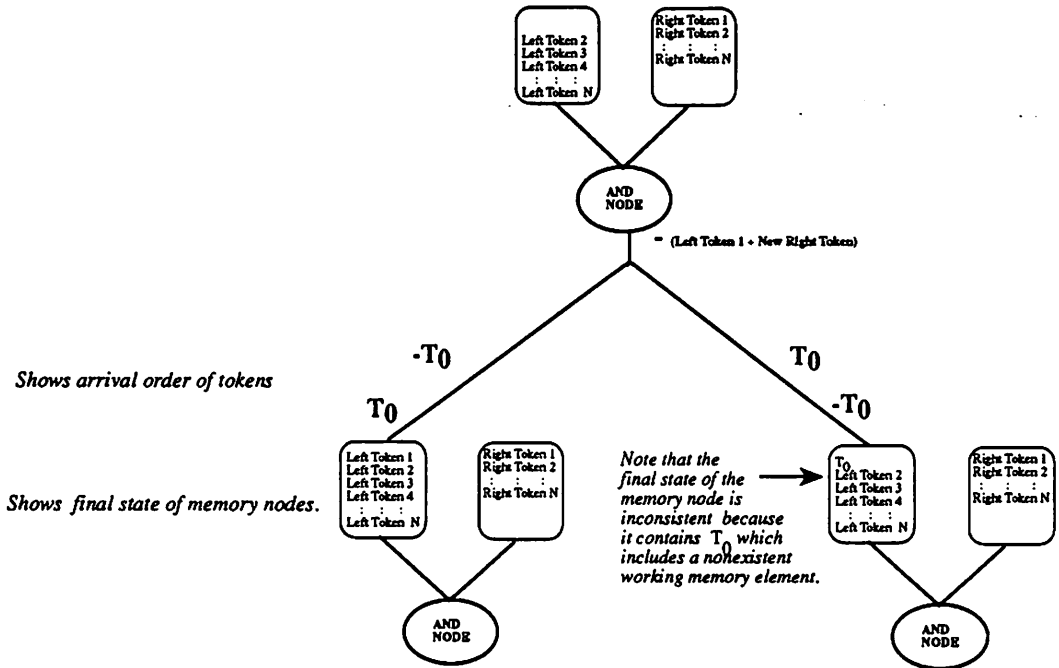 Left Token 2
Left Token 3
Left Token 4
: : :
Left Token N
Right Token 1
Right Token 2
: : :
Right Token N
AND
NODE
- (Left Token 1 + New Right Token)
-T0
T0
T0
-T0
Shows arrival order of tokens
Shows final state of memory nodes.
Left Token 1
Left Token 2
Left Token 3
Left Token 4
: : :
Left Token N
Right Token 1
Right Token 2
: : :
Right Token N
AND
NODE
Note that the
final state of the
memory node is
inconsistent because
it contains T0 which
includes a nonexistent
working memory element.
T0
Left Token 2
Left Token 3
Left Token 4
: : :
Left Token N
Right Token 1
Right Token 2
: : :
Right Token N
AND
NODE